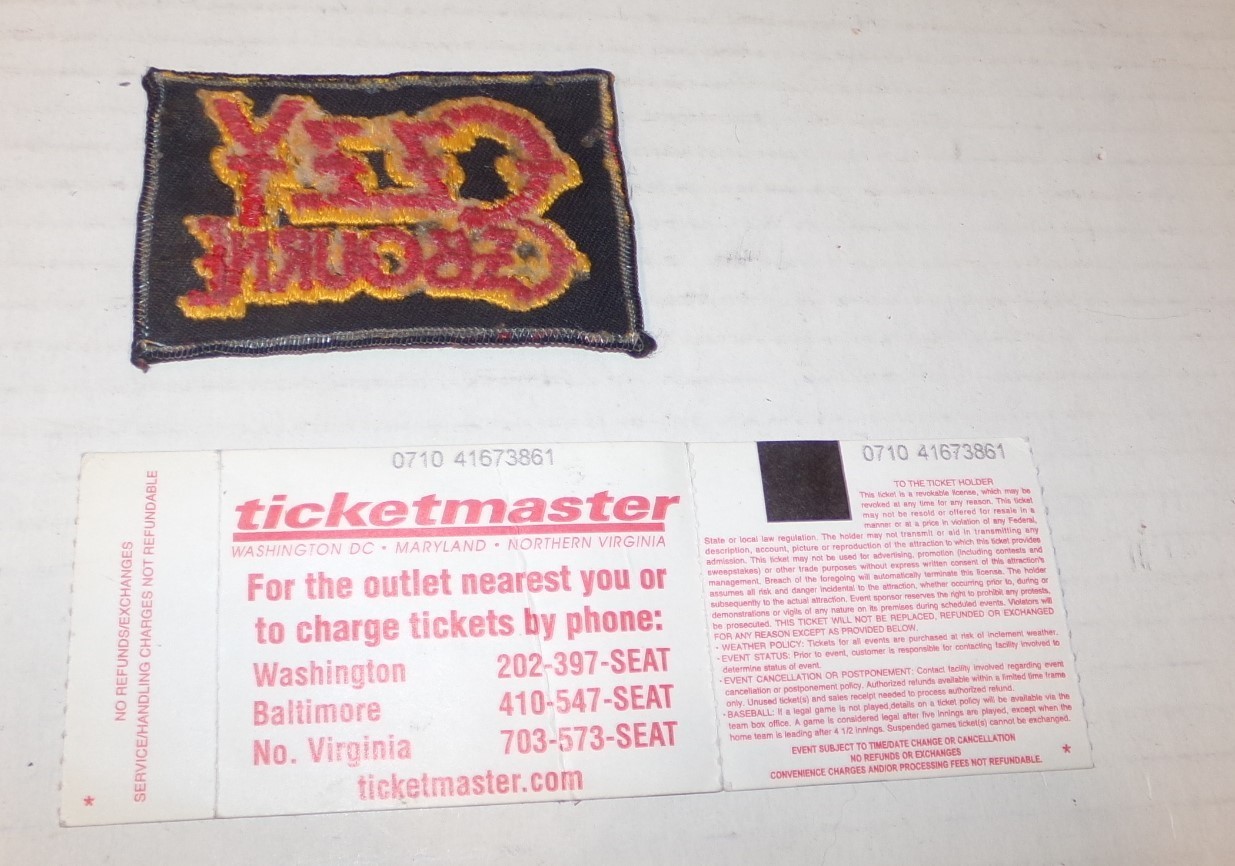 OZZY
OSBOURNE
NO REFUNDS/EXCHANGES
SERVICE/HANDLING CHARGES NOT REFUNDABLE
*
0710 41673861
ticketmaster
WASHINGTON DC • MARYLAND • NORTHERN VIRGINIA
For the outlet nearest you or
to charge tickets by phone:
Washington 202-397-SEAT
Baltimore 410-547-SEAT
No. Virginia 703-573-SEAT
ticketmaster.com
0710 41673861
TO THE TICKET HOLDER
This ticket is a revokable license, which may be
revoked at any time for any reason. This ticket
may not be resold or offered for resale in a
manner or at a price in violation of any Federal,
State or local law regulation. The holder may not transmit or aid in transmitting any
description, account, picture or reproduction of the attraction to which this ticket provides
admission. This ticket may not be used for advertising, promotion (including contests and
sweepstakes) or other trade purposes without express written consent of this attraction's
management. Breach of the foregoing will automatically terminate this license. The holder
assumes all risk and danger incidental to the attraction, whether occurring prior to, during or
subsequently to the actual attraction. Event sponsor reserves the right to prohibit any protests,
demonstrations or vigils of any nature on its premises during scheduled events. Violators will
be prosecuted. THIS TICKET WILL NOT BE REPLACED, REFUNDED OR EXCHANGED
FOR ANY REASON EXCEPT AS PROVIDED BELOW.
- WEATHER POLICY: Tickets for all events are purchased at risk of inclement weather.
- EVENT STATUS: Prior to event, customer is responsible for contacting facility involved to
determine status of event.
- EVENT CANCELLATION OR POSTPONEMENT: Contact facility involved regarding event
cancellation or postponement policy. Authorized refunds available within a limited time frame
only. Unused ticket(s) and sales receipt needed to process authorized refund.
- BASEBALL: If a legal game is not played,details on a ticket policy will be available via the
team box office. A game is considered legal after five innings are played, except when the
home team is leading after 4 1/2 innings. Suspended games ticket(s) cannot be exchanged.
EVENT SUBJECT TO TIME/DATE CHANGE OR CANCELLATION
NO REFUNDS OR EXCHANGES
CONVENIENCE CHARGES AND/OR PROCESSING FEES NOT REFUNDABLE.
*